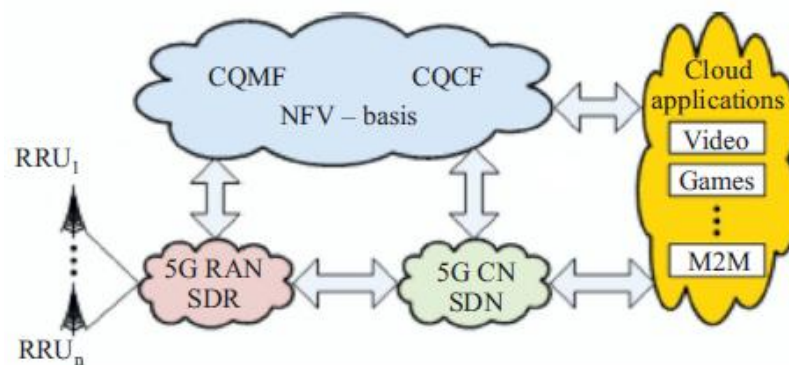 CQMF CQCF
NFV – basis
Cloud
applications
Video
Games
M2M
RRU₁
RRUₙ
5G RAN
SDR
5G CN
SDN